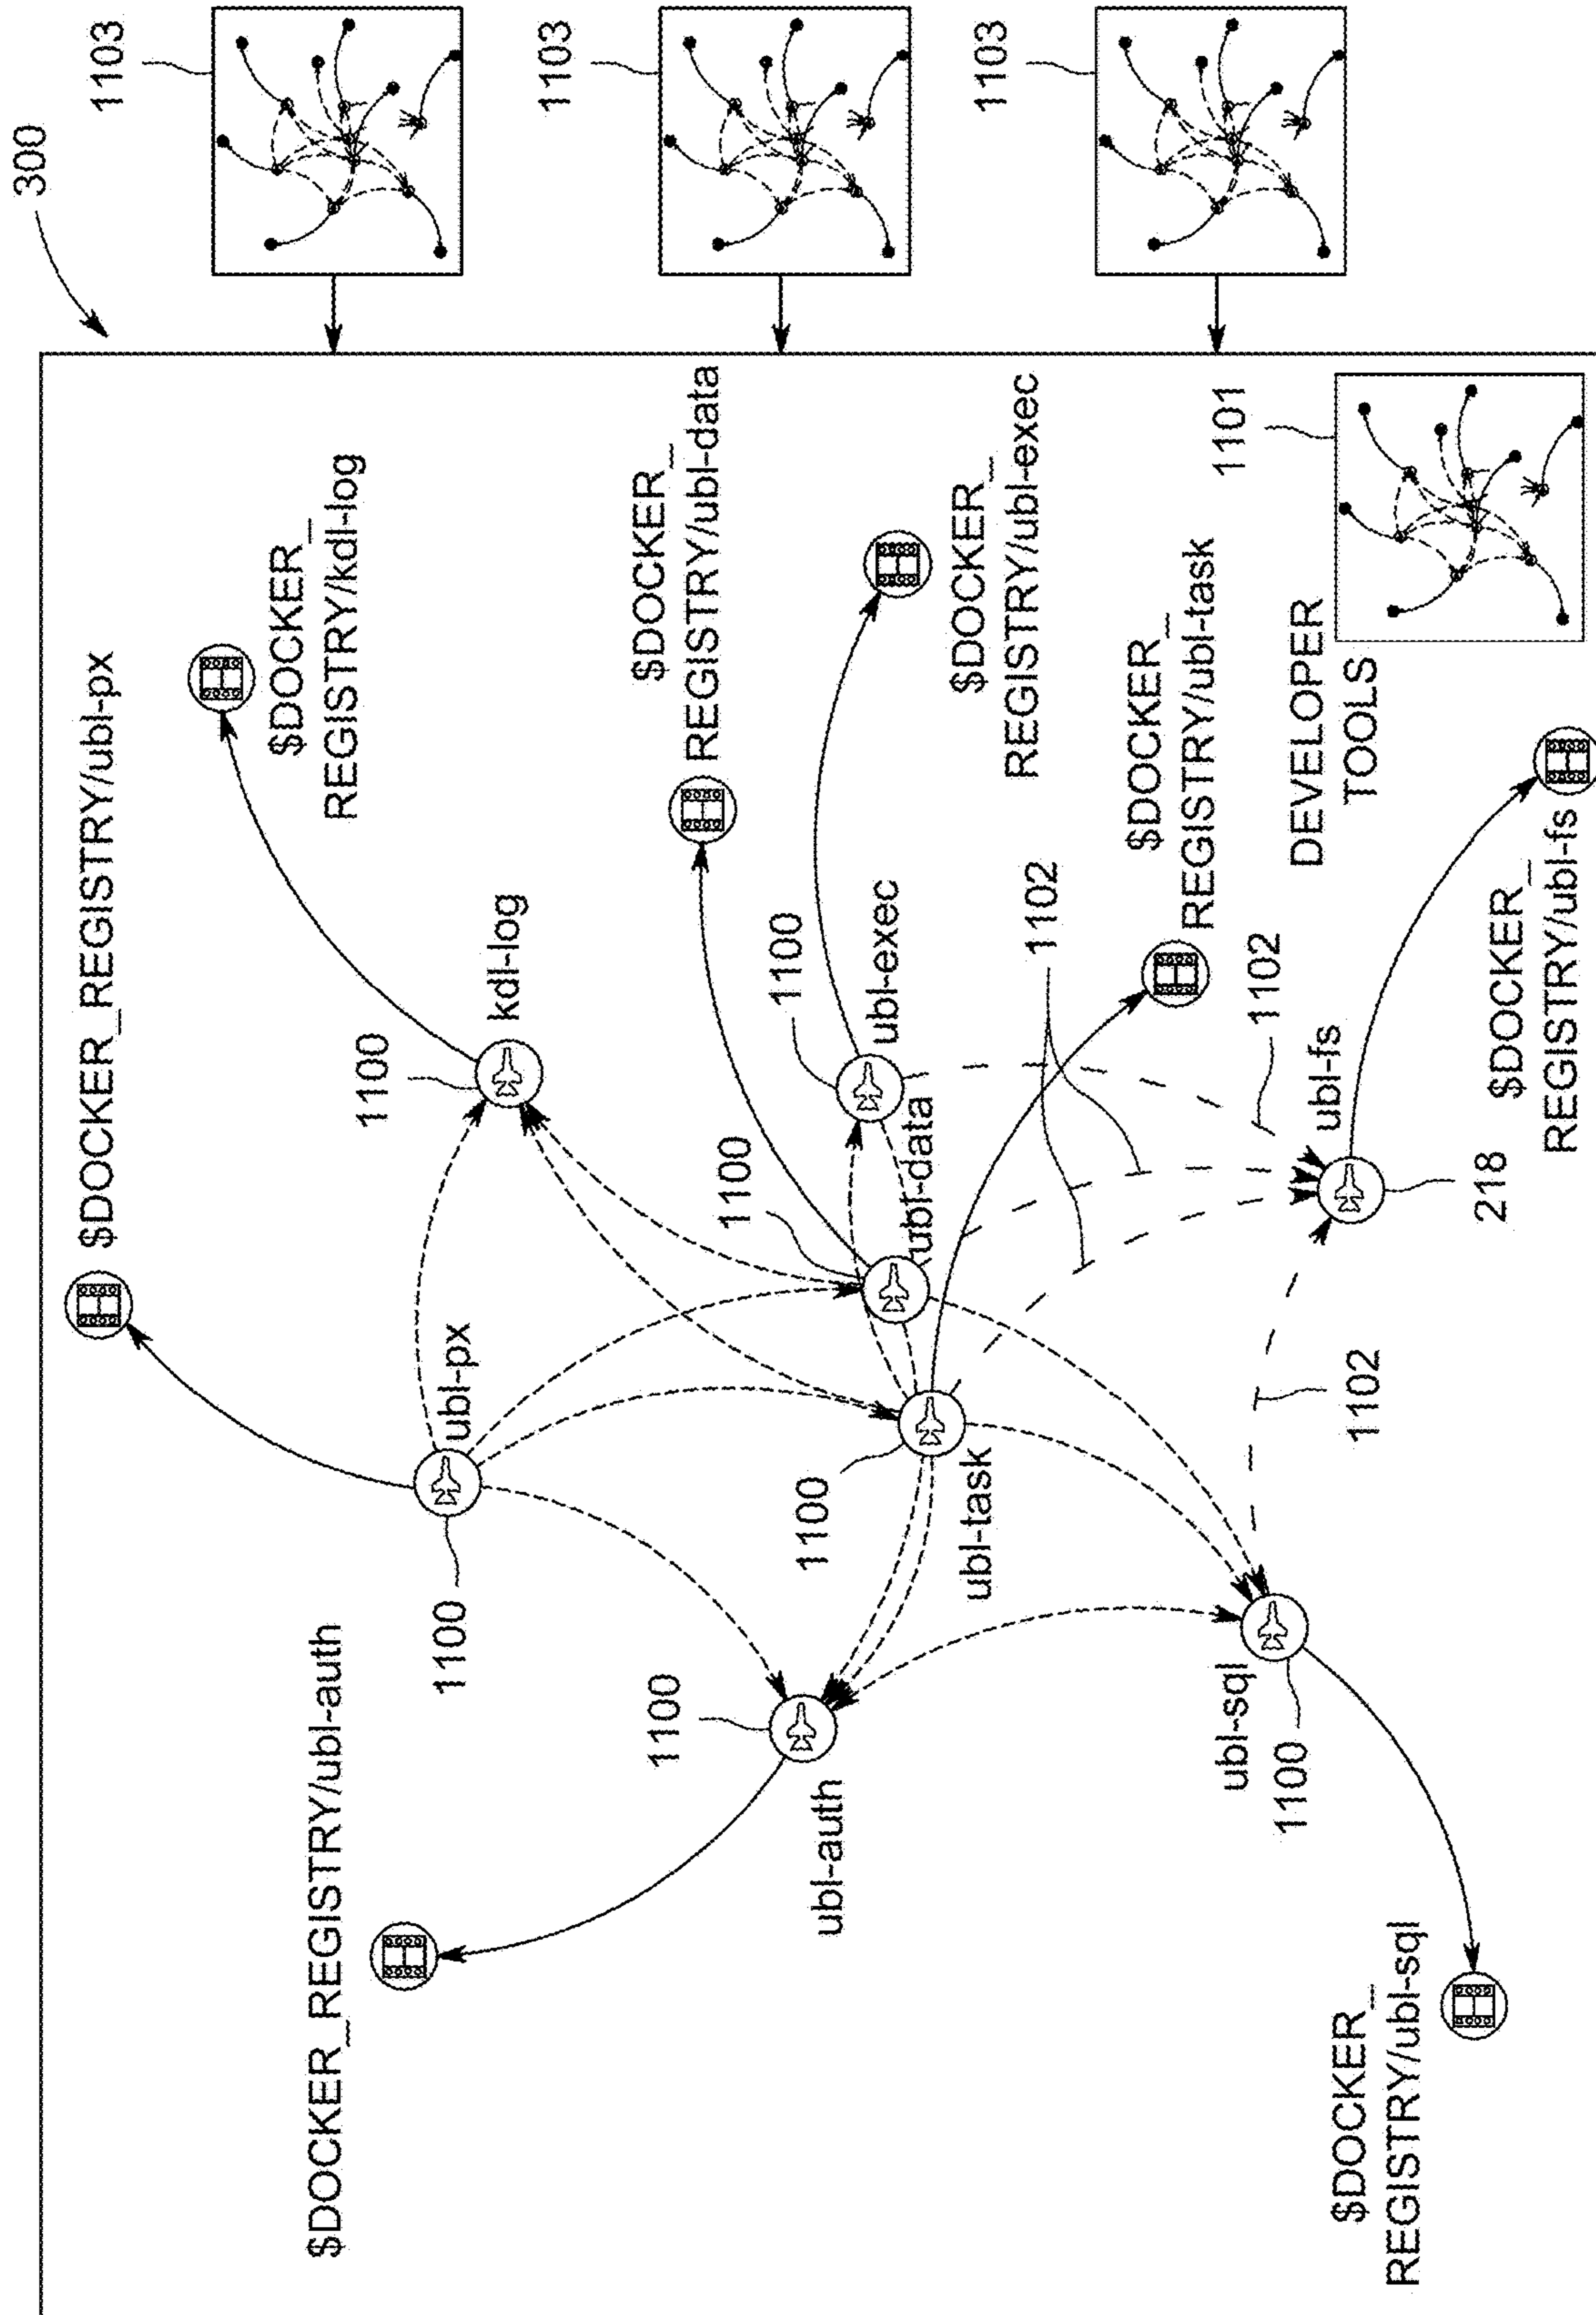 300
1103
1103
1103
$DOCKER_REGISTRY/ubl-px
$DOCKER_
REGISTRY/kdl-log
$DOCKER_
REGISTRY/ubl-data
$DOCKER_
REGISTRY/ubl-exec
$DOCKER_
REGISTRY/ubl-task
1101
DEVELOPER
TOOLS
$DOCKER_
REGISTRY/ubl-fs
kdl-log
1100
ubl-exec
1100
1102
1102
ubl-fs
218
ubl-data
1100
ubl-px
1100
1102
ubl-task
1100
$DOCKER_REGISTRY/ubl-auth
1100
ubl-auth
ubl-sql
1100
$DOCKER_
REGISTRY/ubl-sql